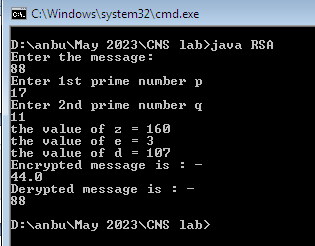 C:\Windows\system32\cmd.exe
D:\anbu\May 2023\CNS lab>java RSA
Enter the message:
88
Enter 1st prime number p
17
Enter 2nd prime number q
11
the value of z = 160
the value of e = 3
the value of d = 107
Encrypted message is : -
44.0
Derypted message is : -
88
D:\anbu\May 2023\CNS lab>